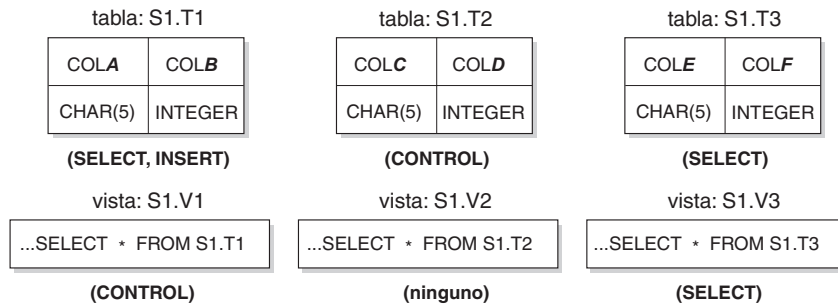 tabla: S1.T1
tabla: S1.T2
tabla: S1.T3
COLA COLB
COLC COLD
COLE COLF
CHAR(5) INTEGER
CHAR(5) INTEGER
CHAR(5) INTEGER
(SELECT, INSERT)
(CONTROL)
(SELECT)
vista: S1.V1
vista: S1.V2
vista: S1.V3
...SELECT * FROM S1.T1
...SELECT * FROM S1.T2
...SELECT * FROM S1.T3
(CONTROL)
(ninguno)
(SELECT)